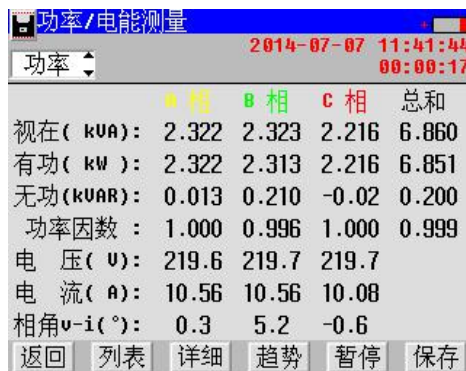 功率/电能测量
2014-07-07 11:41:44
功率 00:00:17
A 相 B 相 C 相 总和
视在( kVA): 2.322 2.323 2.216 6.860
有功( kW ): 2.322 2.313 2.216 6.851
无功(kVAR): 0.013 0.210 -0.02 0.200
功率因数 : 1.000 0.996 1.000 0.999
电 压( V): 219.6 219.7 219.7
电 流( A): 10.56 10.56 10.08
相角v-i(°): 0.3 5.2 -0.6
返回 列表 详细 趋势 暂停 保存